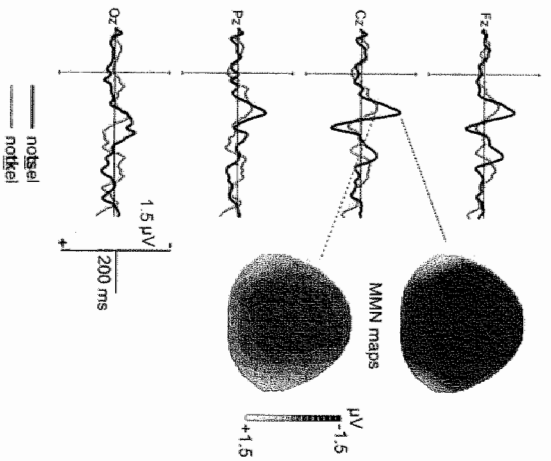 Fz
MMN maps
Cz
µV
-1.5
+1.5
Pz
-
1.5 µV
200 ms
+
Oz
notsel
notkel